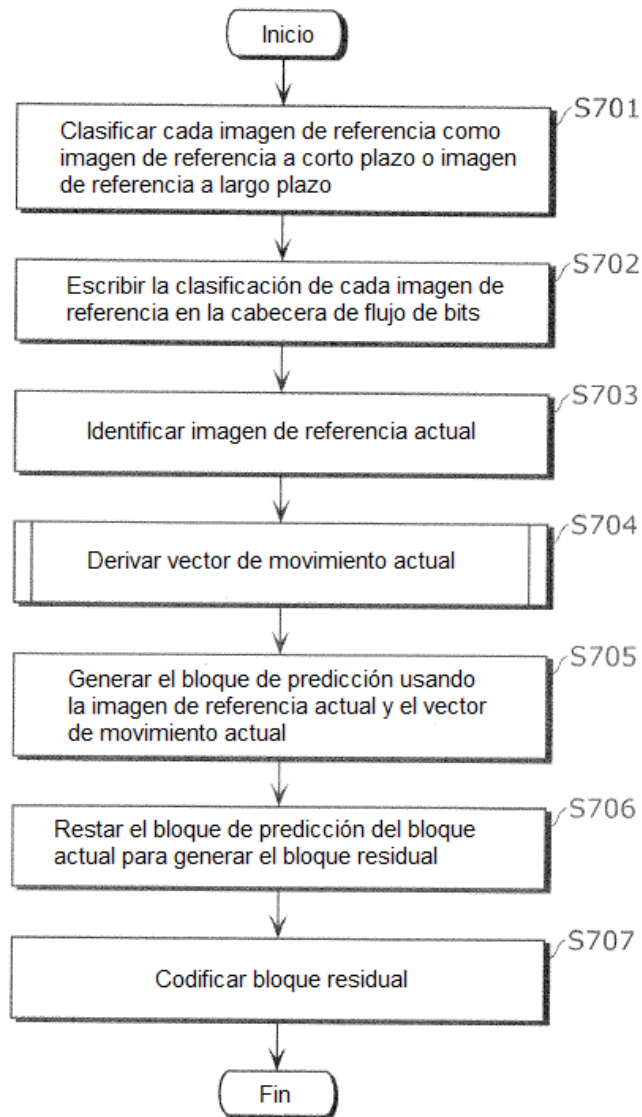 Inicio
S701
Clasificar cada imagen de referencia como
imagen de referencia a corto plazo o imagen
de referencia a largo plazo
S702
Escribir la clasificación de cada imagen de
referencia en la cabecera de flujo de bits
S703
Identificar imagen de referencia actual
S704
Derivar vector de movimiento actual
S705
Generar el bloque de predicción usando
la imagen de referencia actual y el vector
de movimiento actual
S706
Restar el bloque de predicción del bloque
actual para generar el bloque residual
S707
Codificar bloque residual
Fin